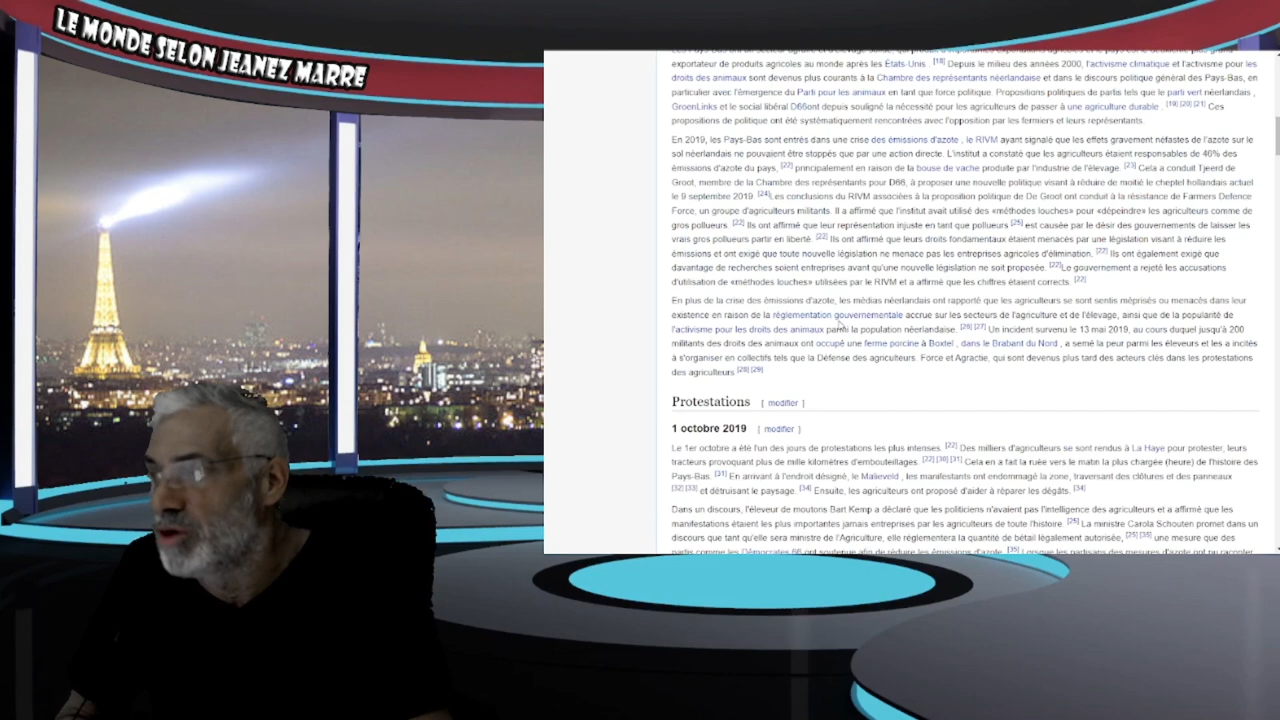 LE MONDE SELON JEANEZ MARRE
exportateur de produits agricoles au monde après les États-Unis . [18] Depuis le milieu des années 2000, l'activisme climatique et l'activisme pour les
droits des animaux sont devenus plus courants à la Chambre des représentants néerlandaise et dans le discours politique général des Pays-Bas, en
particulier avec l'émergence du Parti pour les animaux en tant que force politique. Propositions politiques de partis tels que le parti vert néerlandais ,
GroenLinks et le social libéral D66ont depuis souligné la nécessité pour les agriculteurs de passer à une agriculture durable . [19] [20] [21] Ces
propositions de politique ont été systématiquement rencontrées avec l'opposition par les fermiers et leurs représentants.
En 2019, les Pays-Bas sont entrés dans une crise des émissions d'azote , le RIVM ayant signalé que les effets gravement néfastes de l'azote sur le
sol néerlandais ne pouvaient être stoppés que par une action directe. L'institut a constaté que les agriculteurs étaient responsables de 46% des
émissions d'azote du pays, [22] principalement en raison de la bouse de vache produite par l'industrie de l'élevage. [23] Cela a conduit Tjeerd de
Groot, membre de la Chambre des représentants pour D66, à proposer une nouvelle politique visant à réduire de moitié le cheptel hollandais actuel
le 9 septembre 2019. [24]Les conclusions du RIVM associées à la proposition politique de De Groot ont conduit à la résistance de Farmers Defence
Force, un groupe d'agriculteurs militants. Il a affirmé que l'institut avait utilisé des «méthodes louches» pour «dépeindre» les agriculteurs comme de
gros pollueurs. [22] Ils ont affirmé que leur représentation injuste en tant que pollueurs [25] est causée par le désir des gouvernements de laisser les
vrais gros pollueurs partir en liberté. [22] Ils ont affirmé que leurs droits fondamentaux étaient menacés par une législation visant à réduire les
émissions et ont exigé que toute nouvelle législation ne menace pas les entreprises agricoles d'élimination. [22] Ils ont également exigé que
davantage de recherches soient entreprises avant qu'une nouvelle législation ne soit proposée. [22]Le gouvernement a rejeté les accusations
d'utilisation de «méthodes louches» utilisées par le RIVM et a affirmé que les chiffres étaient corrects. [22]
En plus de la crise des émissions d'azote, les médias néerlandais ont rapporté que les agriculteurs se sont sentis méprisés ou menacés dans leur
existence en raison de la réglementation gouvernementale accrue sur les secteurs de l'agriculture et de l'élevage, ainsi que de la popularité de
l'activisme pour les droits des animaux parmi la population néerlandaise. [26] [27] Un incident survenu le 13 mai 2019, au cours duquel jusqu'à 200
militants des droits des animaux ont occupé une ferme porcine à Boxtel , dans le Brabant du Nord , a semé la peur parmi les éleveurs et les a incités
à s'organiser en collectifs tels que la Défense des agriculteurs. Force et Agractie, qui sont devenus plus tard des acteurs clés dans les protestations
des agriculteurs [28] [29]
Protestations [ modifier ]
1 octobre 2019 [ modifier ]
Le 1er octobre a été l'un des jours de protestations les plus intenses. [22] Des milliers d'agriculteurs se sont rendus à La Haye pour protester, leurs
tracteurs provoquant plus de mille kilomètres d'embouteillages. [22] [30] [31] Cela en a fait la ruée vers le matin la plus chargée (heure) de l'histoire des
Pays-Bas. [31] En arrivant à l'endroit désigné, le Malieveld , les manifestants ont endommagé la zone, traversant des clôtures et des panneaux
[32] [33] et détruisant le paysage. [34] Ensuite, les agriculteurs ont proposé d'aider à réparer les dégâts. [34]
Dans un discours, l'éleveur de moutons Bart Kemp a déclaré que les politiciens n'avaient pas l'intelligence des agriculteurs et a affirmé que les
manifestations étaient les plus importantes jamais entreprises par les agriculteurs de toute l'histoire. [25] La ministre Carola Schouten promet dans un
discours que tant qu'elle sera ministre de l'Agriculture, elle réglementera la quantité de bétail légalement autorisée, [25] [35] une mesure que des
partis comme les Démocrates 66 ont soutenue afin de réduire les émissions d'azote. [35] Lorsque les partisans des mesures d'azote ont pu raconter